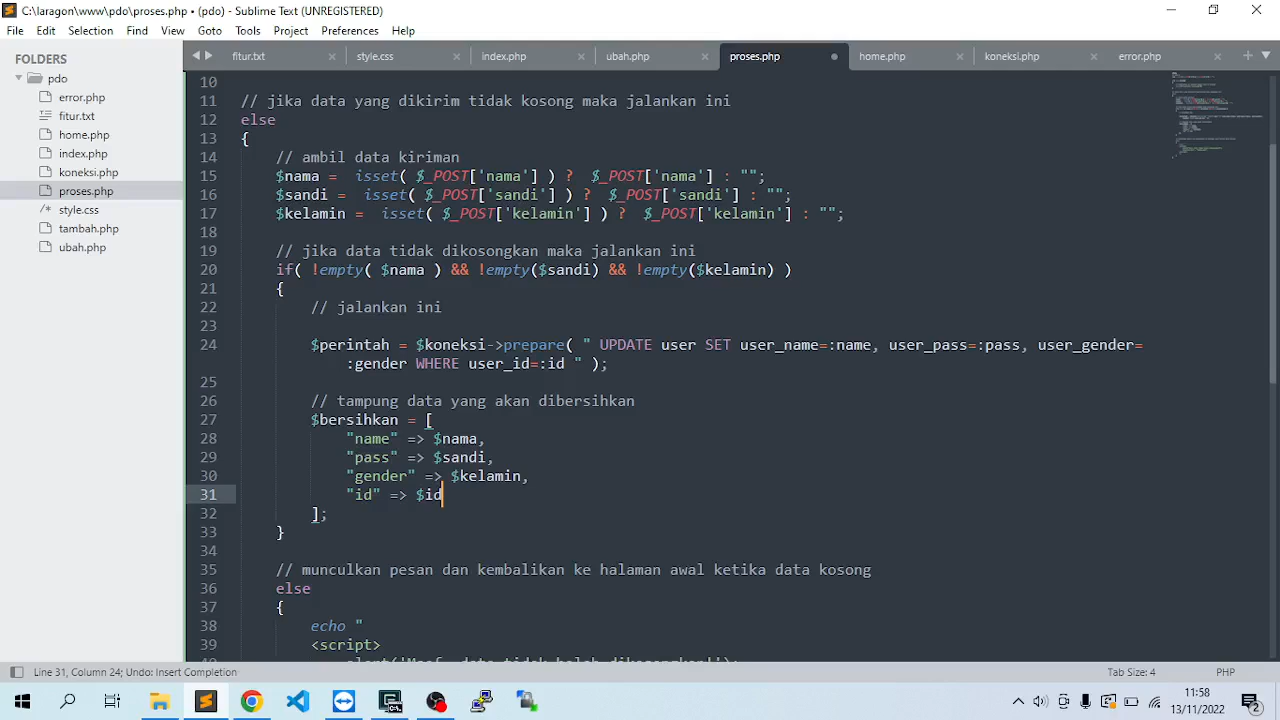 C:\laragon\www\pdo\proses.php • (pdo) - Sublime Text (UNREGISTERED)
File Edit Selection Find View Goto Tools Project Preferences Help
FOLDERS
pdo
error.php
fitur.txt
home.php
index.php
koneksi.php
proses.php
style.css
tambah.php
ubah.php
fitur.txt style.css index.php ubah.php proses.php home.php koneksi.php error.php
10
11 // jika data yang dikirim tidak kosong maka jalankan ini
12 else
13 {
14 // ambil data kiriman
15 $nama = isset( $_POST['nama'] ) ? $_POST['nama'] : "";
16 $sandi = isset( $_POST['sandi'] ) ? $_POST['sandi'] : "";
17 $kelamin = isset( $_POST['kelamin'] ) ? $_POST['kelamin'] : "";
18
19 // jika data tidak dikosongkan maka jalankan ini
20 if( !empty( $nama ) && !empty($sandi) && !empty($kelamin) )
21 {
22 // jalankan ini
23
24 $perintah = $koneksi->prepare( " UPDATE user SET user_name=:name, user_pass=:pass, user_gender=
:gender WHERE user_id=:id " );
25
26 // tampung data yang akan dibersihkan
27 $bersihkan = [
28 "name" => $nama,
29 "pass" => $sandi,
30 "gender" => $kelamin,
31 "id" => $id
32 ];
33 }
34
35 // munculkan pesan dan kembalikan ke halaman awal ketika data kosong
36 else
37 {
38 echo "
39 <script>
Line 31, Column 24; Undo: Insert Completion
Tab Size: 4
PHP
11:58
13/11/2022
2